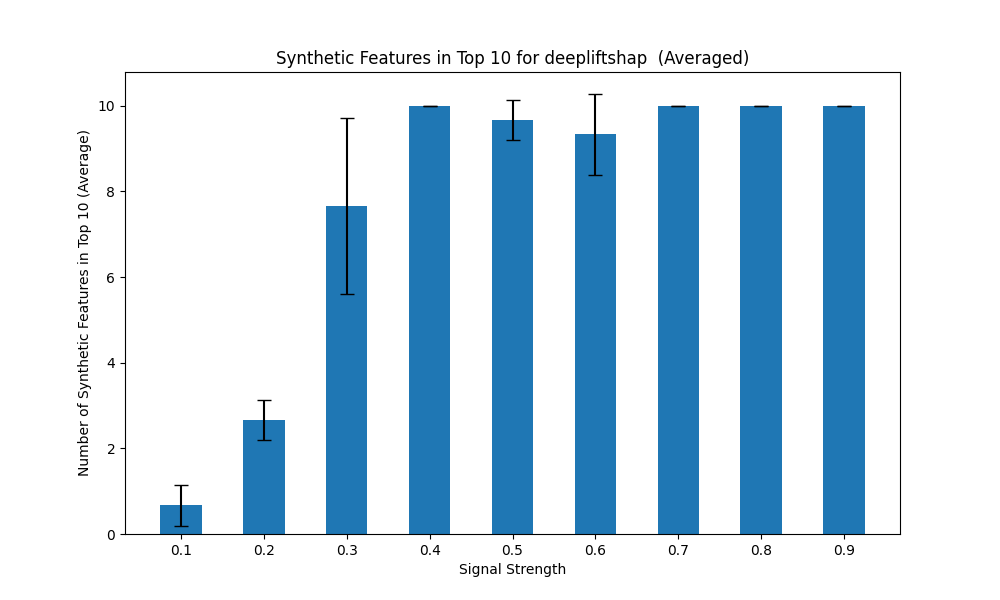 Synthetic Features in Top 10 for deepliftshap  (Averaged)
Number of Synthetic Features in Top 10 (Average)
10
8
6
4
2
0
0.1 0.2 0.3 0.4 0.5 0.6 0.7 0.8 0.9
Signal Strength